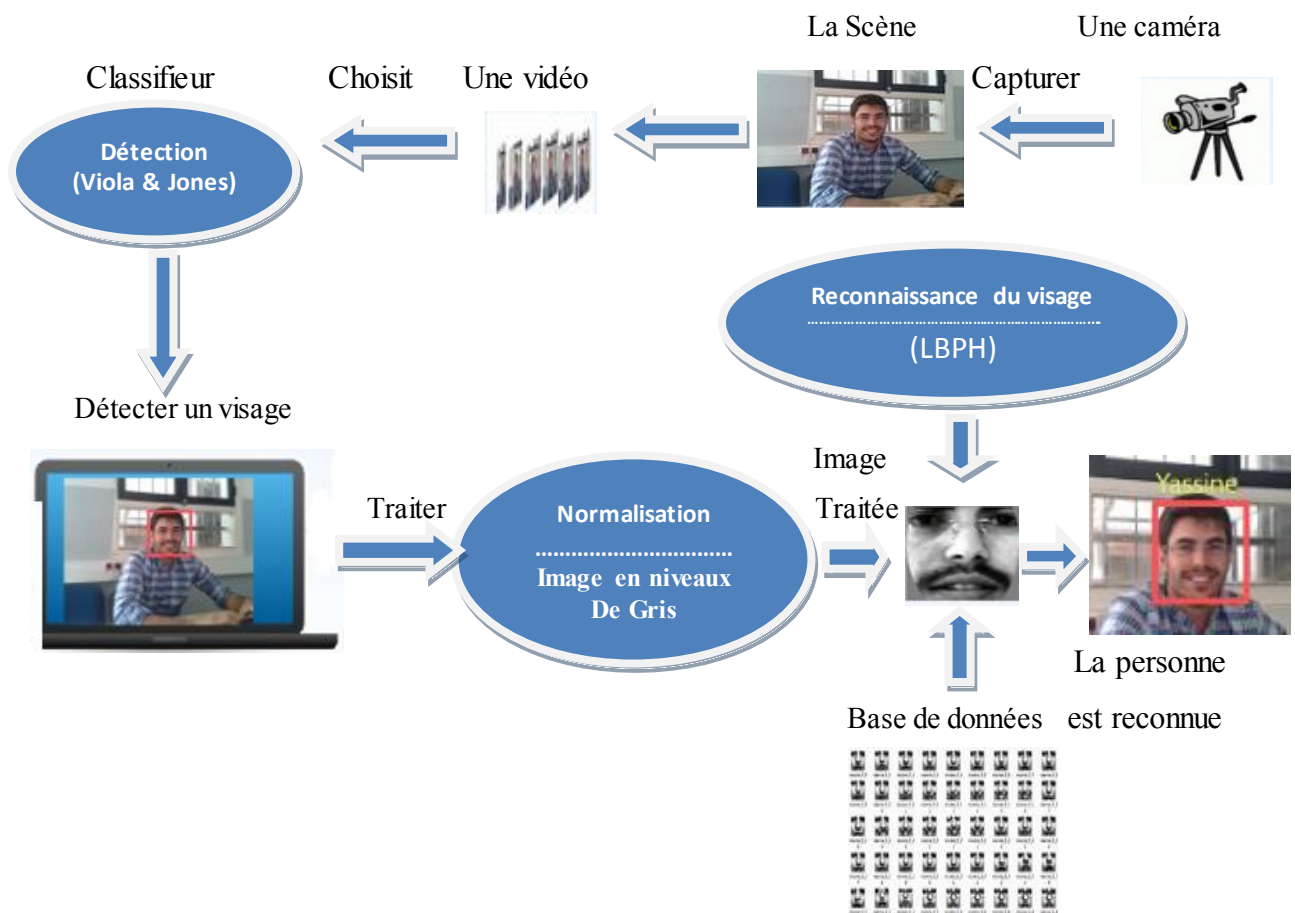 La Scène
Une caméra
Classifieur
Choisit
Une vidéo
Capturer
Détection
(Viola & Jones)
Reconnaissance du visage
(LBPH)
Détecter un visage
Traiter
Normalisation
Image en niveaux
De Gris
Image
Traitée
Yassine
La personne
est reconnue
Base de données